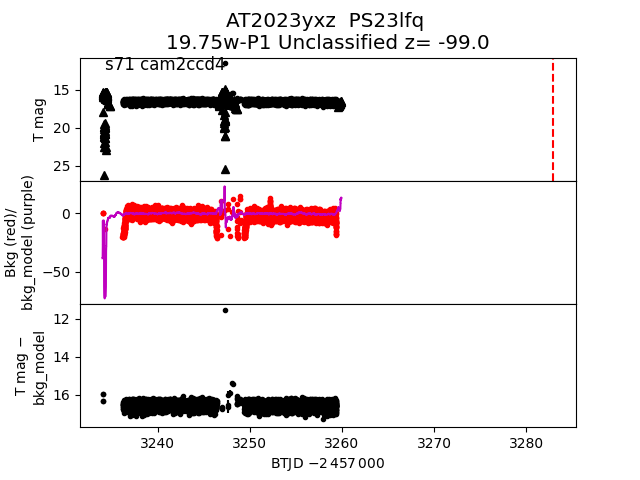 AT2023yxz PS23lfq
19.75w-P1 Unclassified z= -99.0
s71 cam2ccd4
15
20
25
T mag
0
−50
Bkg (red)/
bkg_model (purple)
12
14
16
T mag −
bkg_model
3240 3250 3260 3270 3280
BTJD −2 457 000